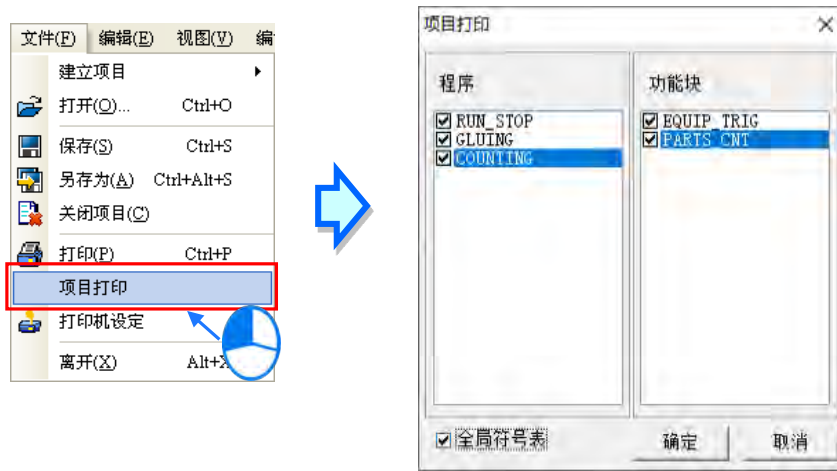 文件(F) 编辑(E) 视图(V) 编
建立项目
打开(O)... Ctrl+O
保存(S) Ctrl+S
另存为(A) Ctrl+Alt+S
关闭项目(C)
打印(P) Ctrl+P
项目打印
打印机设定
离开(X) Alt+X
项目打印
程序
RUN_STOP
GLUING
COUNTING
功能块
EQUIP_TRIG
PARTS_CNT
全局符号表
确定 取消